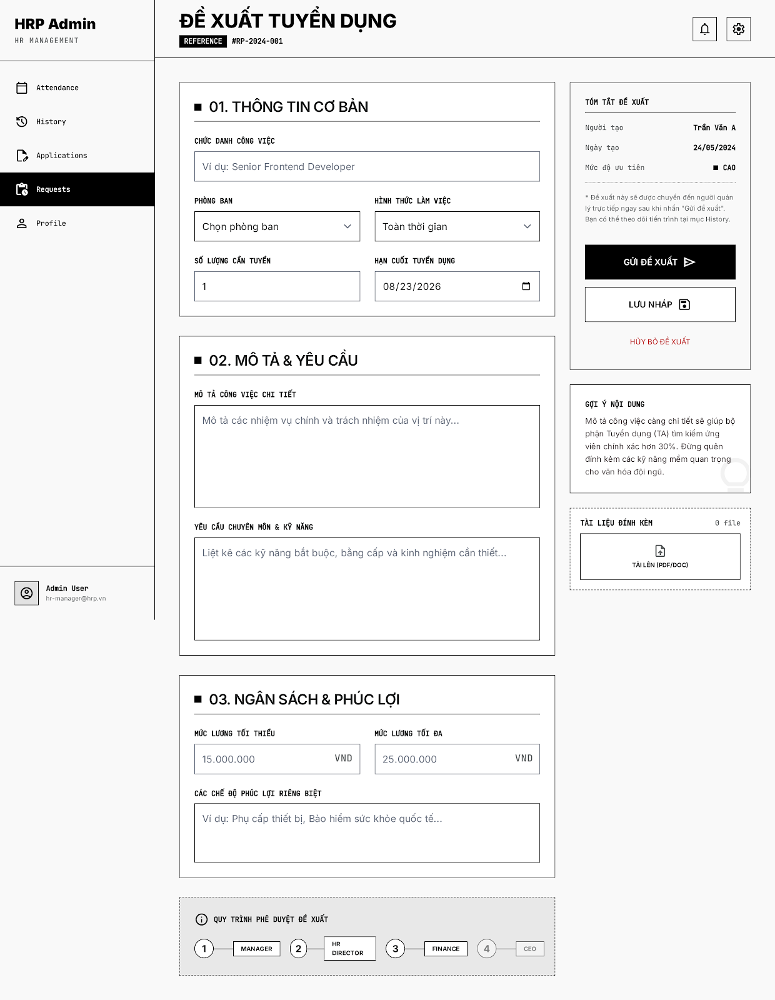 HRP Admin
HR MANAGEMENT
Attendance
History
Applications
Requests
Profile
Admin User
hr-manager@hrp.vn
ĐỀ XUẤT TUYỂN DỤNG
REFERENCE #RP-2024-001
01. THÔNG TIN CƠ BẢN
CHỨC DANH CÔNG VIỆC
Ví dụ: Senior Frontend Developer
PHÒNG BAN
Chọn phòng ban
HÌNH THỨC LÀM VIỆC
Toàn thời gian
SỐ LƯỢNG CẦN TUYỂN
1
HẠN CUỐI TUYỂN DỤNG
08/23/2026
02. MÔ TẢ & YÊU CẦU
MÔ TẢ CÔNG VIỆC CHI TIẾT
Mô tả các nhiệm vụ chính và trách nhiệm của vị trí này...
YÊU CẦU CHUYÊN MÔN & KỸ NĂNG
Liệt kê các kỹ năng bắt buộc, bằng cấp và kinh nghiệm cần thiết...
03. NGÂN SÁCH & PHÚC LỢI
MỨC LƯƠNG TỐI THIỂU
15.000.000 VND
MỨC LƯƠNG TỐI ĐA
25.000.000 VND
CÁC CHẾ ĐỘ PHÚC LỢI RIÊNG BIỆT
Ví dụ: Phụ cấp thiết bị, Bảo hiểm sức khỏe quốc tế...
QUY TRÌNH PHÊ DUYỆT ĐỀ XUẤT
1 MANAGER
2 HR
DIRECTOR
3 FINANCE
4 CEO
TÓM TẮT ĐỀ XUẤT
Người tạo Trần Văn A
Ngày tạo 24/05/2024
Mức độ ưu tiên CAO
* Đề xuất này sẽ được chuyển đến người quản
lý trực tiếp ngay sau khi nhấn "Gửi đề xuất".
Bạn có thể theo dõi tiến trình tại mục History.
GỬI ĐỀ XUẤT
LƯU NHÁP
HỦY BỎ ĐỀ XUẤT
GỢI Ý NỘI DUNG
Mô tả công việc càng chi tiết sẽ giúp bộ
phận Tuyển dụng (TA) tìm kiếm ứng
viên chính xác hơn 30%. Đừng quên
đính kèm các kỹ năng mềm quan trọng
cho văn hóa đội ngũ.
TÀI LIỆU ĐÍNH KÈM 0 file
TẢI LÊN (PDF/DOC)